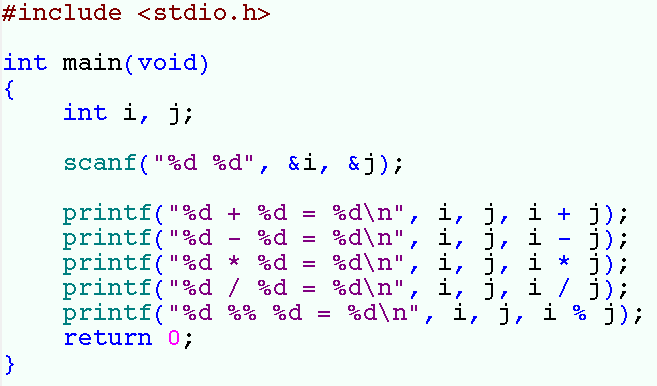 #include <stdio.h>

int main(void)
{
    int i, j;

    scanf("%d %d", &i, &j);

    printf("%d + %d = %d\n", i, j, i + j);
    printf("%d - %d = %d\n", i, j, i - j);
    printf("%d * %d = %d\n", i, j, i * j);
    printf("%d / %d = %d\n", i, j, i / j);
    printf("%d %% %d = %d\n", i, j, i % j);
    return 0;
}